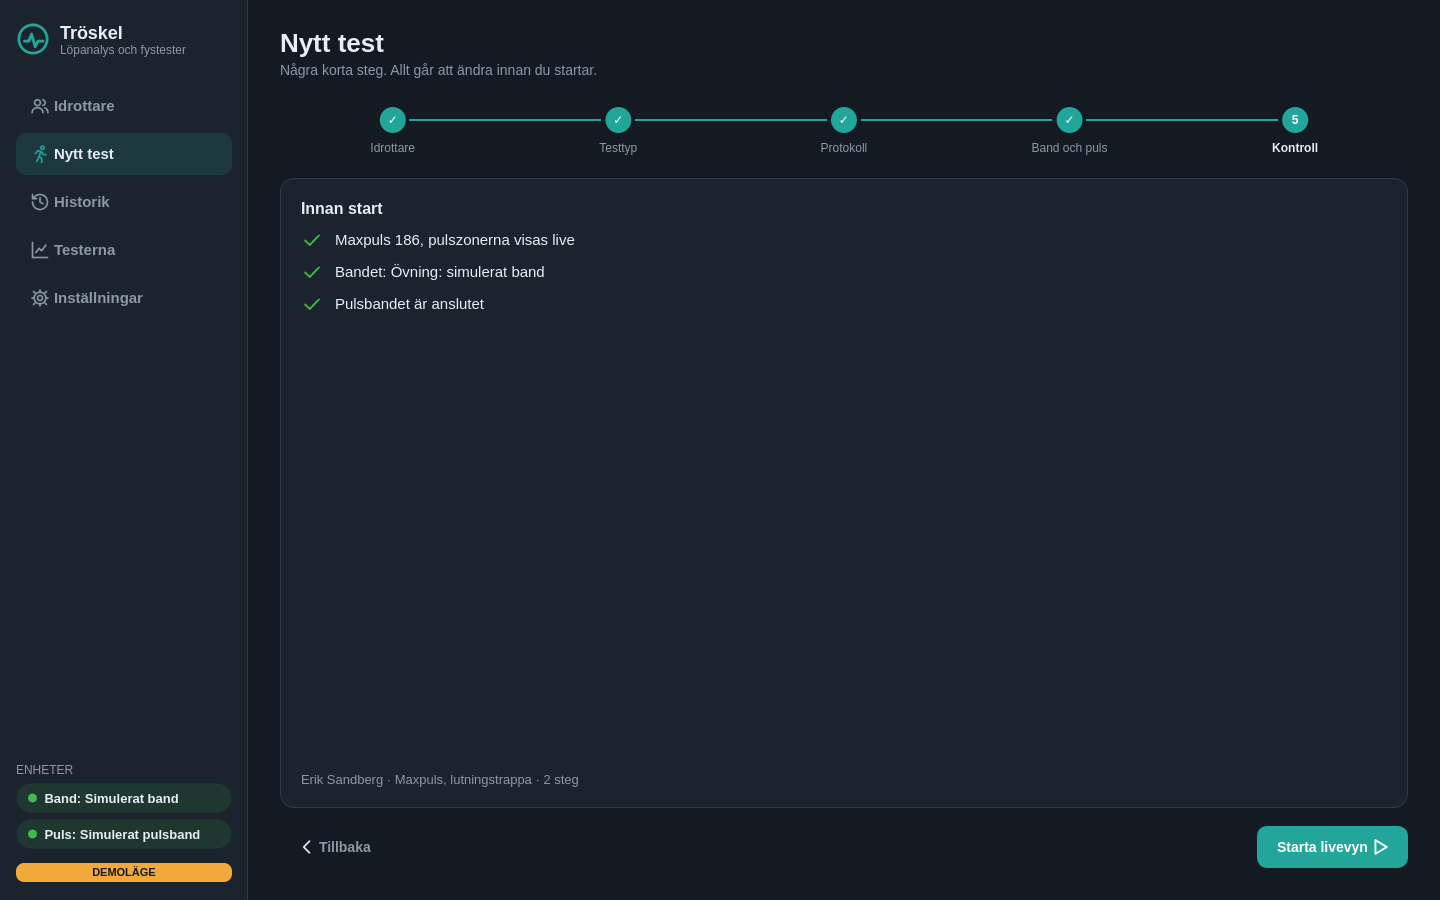 Tröskel
Löpanalys och fystester
Idrottare
Nytt test
Historik
Testerna
Inställningar
ENHETER
Band: Simulerat band
Puls: Simulerat pulsband
DEMOLÄGE
Nytt test
Några korta steg. Allt går att ändra innan du startar.
✓ ✓ ✓ ✓ 5
Idrottare Testtyp Protokoll Band och puls Kontroll
Innan start
Maxpuls 186, pulszonerna visas live
Bandet: Övning: simulerat band
Pulsbandet är anslutet
Erik Sandberg · Maxpuls, lutningstrappa · 2 steg
Tillbaka
Starta livevyn